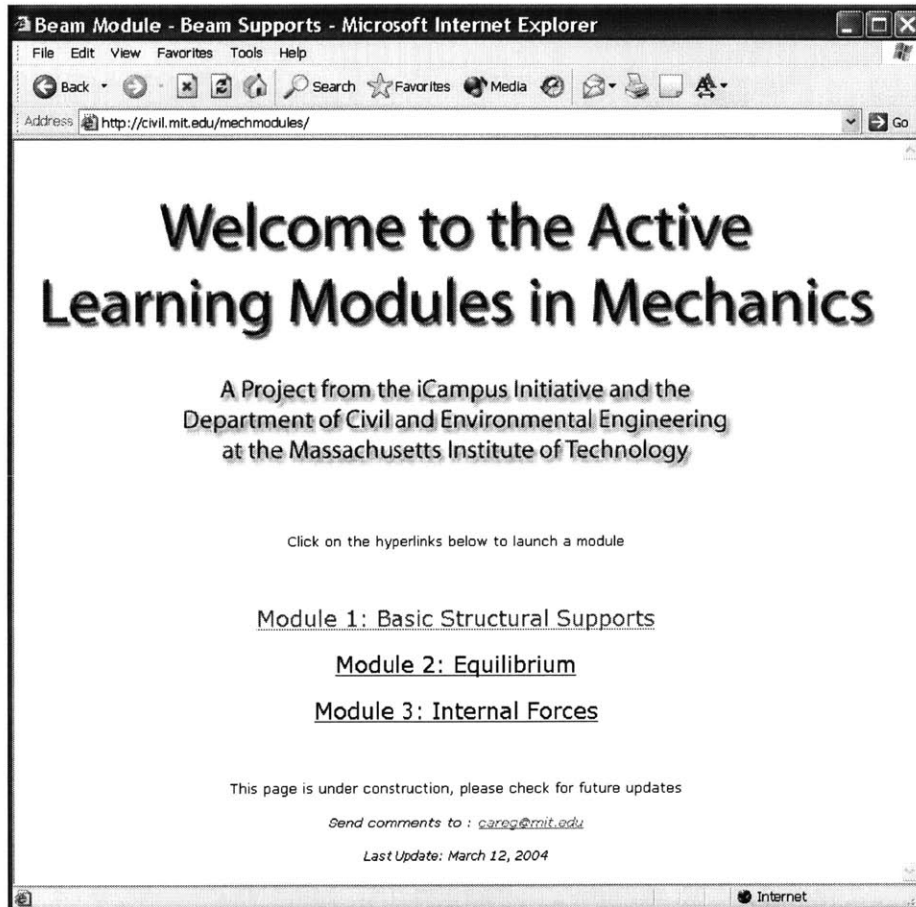 Beam Module - Beam Supports - Microsoft Internet Explorer
File Edit View Favorites Tools Help
Back Search Favorites Media
Address http://civil.mit.edu/mechmodules/ Go
Welcome to the Active
Learning Modules in Mechanics
A Project from the iCampus Initiative and the
Department of Civil and Environmental Engineering
at the Massachusetts Institute of Technology
Click on the hyperlinks below to launch a module
Module 1: Basic Structural Supports
Module 2: Equilibrium
Module 3: Internal Forces
This page is under construction, please check for future updates
Send comments to : careg@mit.edu
Last Update: March 12, 2004
Internet